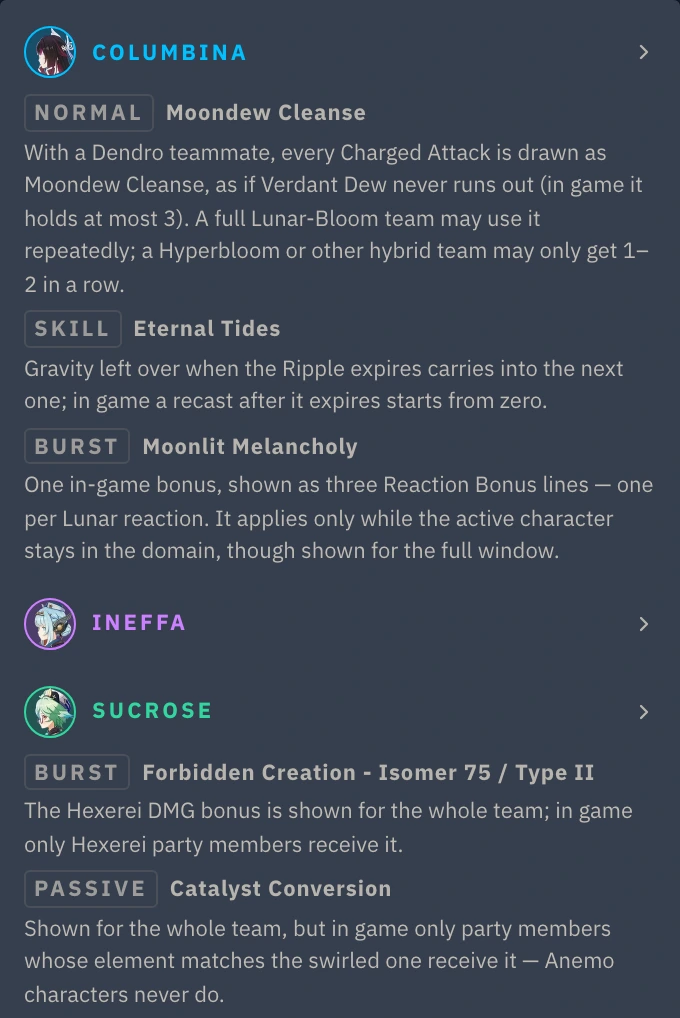 COLUMBINA
NORMAL Moondew Cleanse
With a Dendro teammate, every Charged Attack is drawn as
Moondew Cleanse, as if Verdant Dew never runs out (in game it
holds at most 3). A full Lunar-Bloom team may use it
repeatedly; a Hyperbloom or other hybrid team may only get 1–
2 in a row.
SKILL Eternal Tides
Gravity left over when the Ripple expires carries into the next
one; in game a recast after it expires starts from zero.
BURST Moonlit Melancholy
One in-game bonus, shown as three Reaction Bonus lines — one
per Lunar reaction. It applies only while the active character
stays in the domain, though shown for the full window.
INEFFA
SUCROSE
BURST Forbidden Creation - Isomer 75 / Type II
The Hexerei DMG bonus is shown for the whole team; in game
only Hexerei party members receive it.
PASSIVE Catalyst Conversion
Shown for the whole team, but in game only party members
whose element matches the swirled one receive it — Anemo
characters never do.